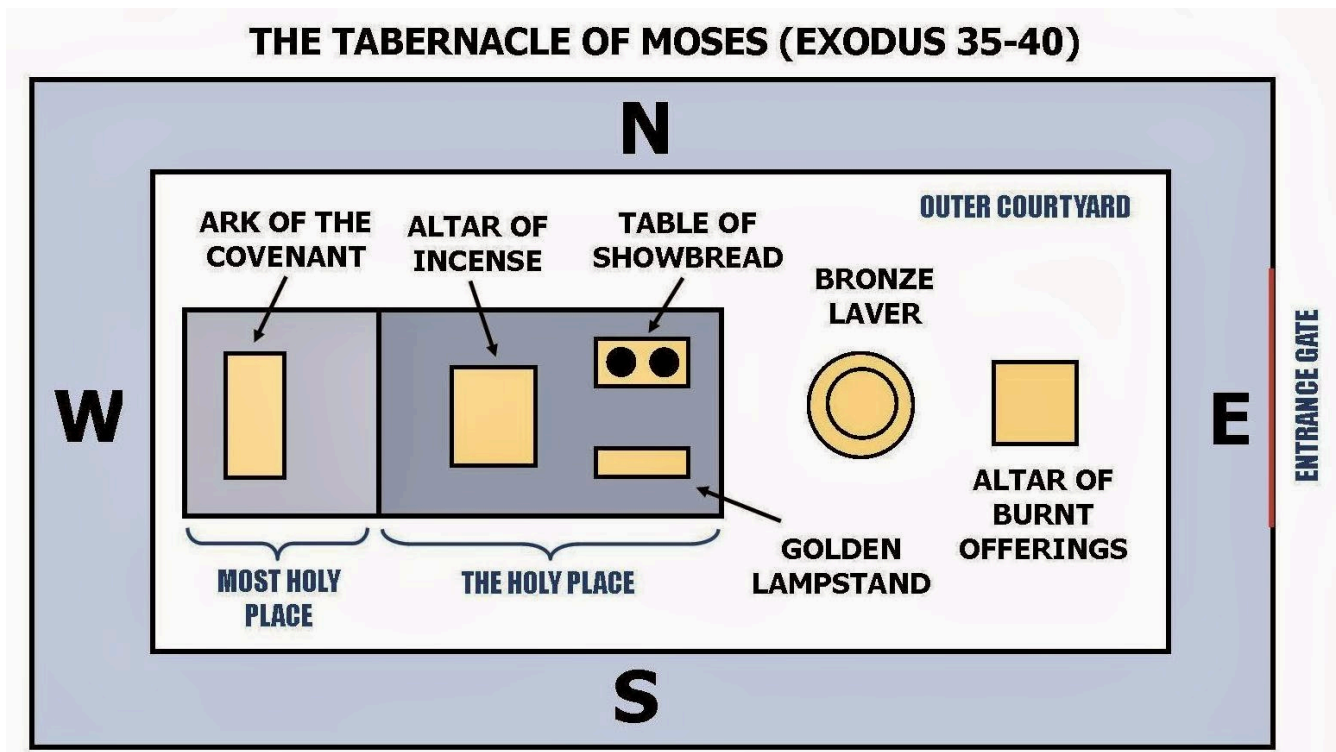 THE TABERNACLE OF MOSES (EXODUS 35-40)
N
OUTER COURTYARD
ARK OF THE
COVENANT
ALTAR OF
INCENSE
TABLE OF
SHOWBREAD
BRONZE
LAVER
W
E
ENTRANCE GATE
ALTAR OF
BURNT
OFFERINGS
GOLDEN
LAMPSTAND
MOST HOLY
PLACE
THE HOLY PLACE
S